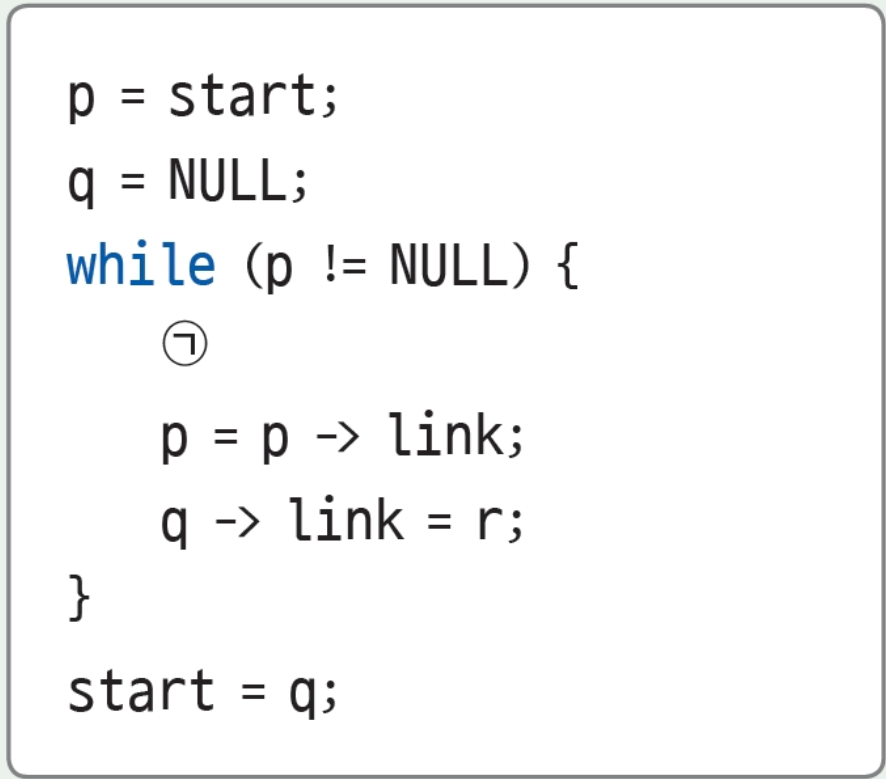 p = start;
q = NULL;
while (p != NULL) {
㉠
p = p -> link;
q -> link = r;
}
start = q;